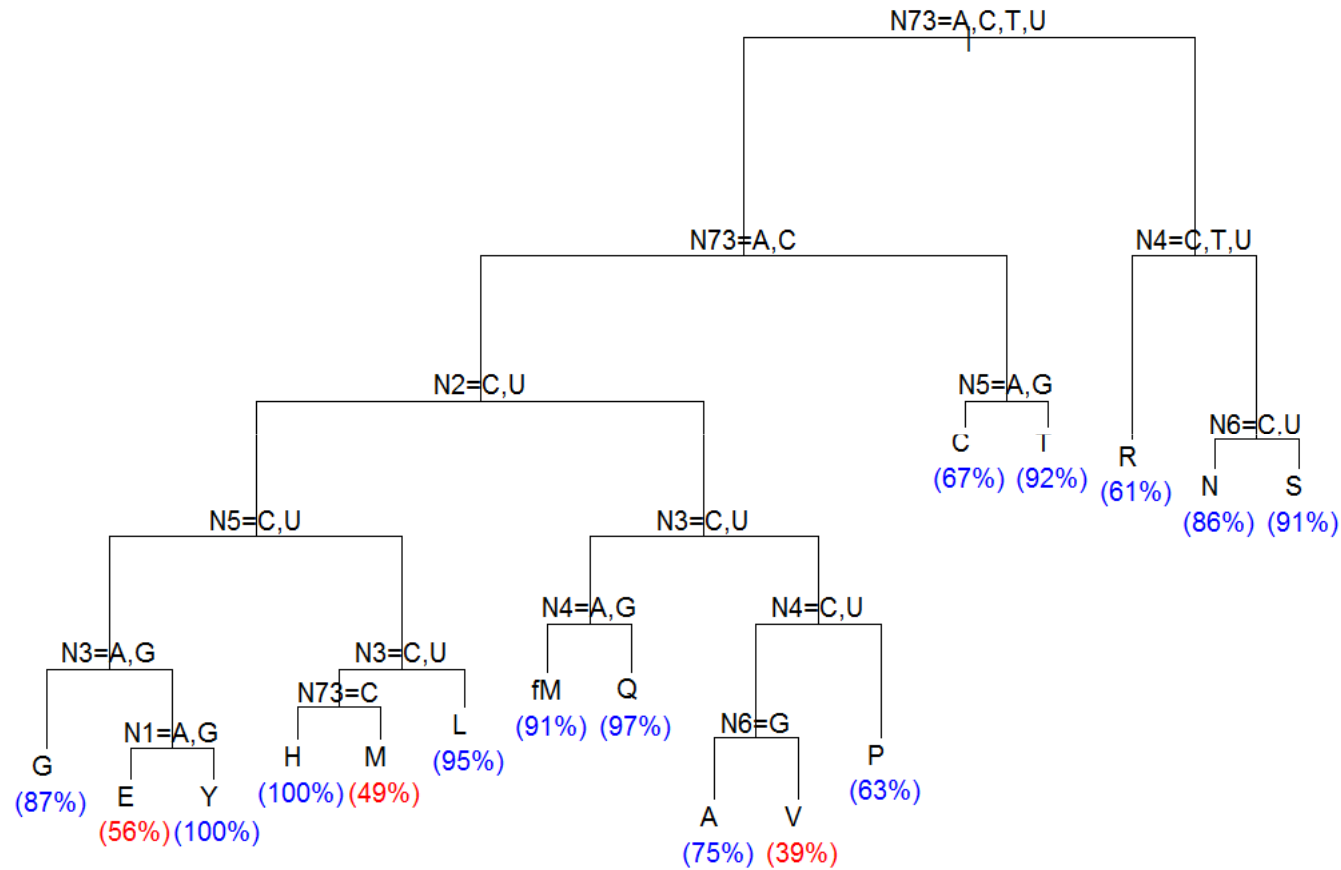 N73=A,C,T,U
N73=A,C
N4=C,T,U
N2=C,U
N5=A,G
N6=C,U
C
T
R
(67%)
(92%)
(61%)
N
S
(86%)
(91%)
N5=C,U
N3=C,U
N4=A,G
N4=C,U
N3=A,G
N3=C,U
N73=C
fM
Q
(91%)
(97%)
N1=A,G
L
(95%)
N6=G
G
(87%)
H
M
(100%)
(49%)
P
(63%)
E
Y
(56%)
(100%)
A
V
(75%)
(39%)